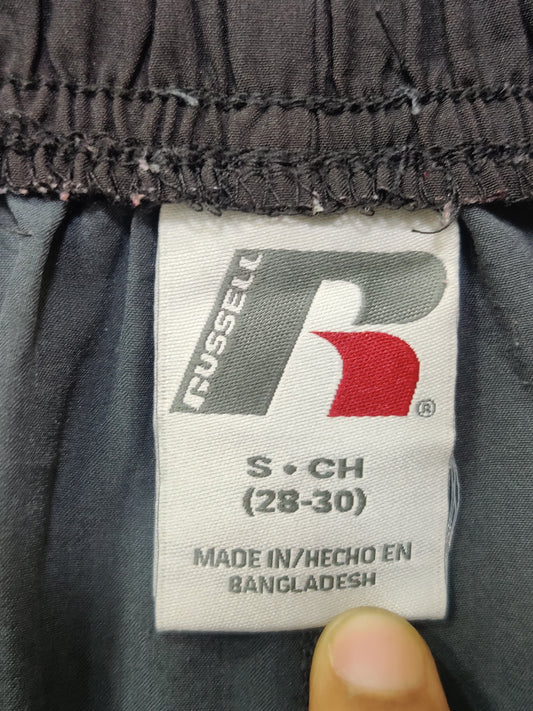 RUSSELL
R
®
S • CH
(28-30)
MADE IN/HECHO EN
BANGLADESH